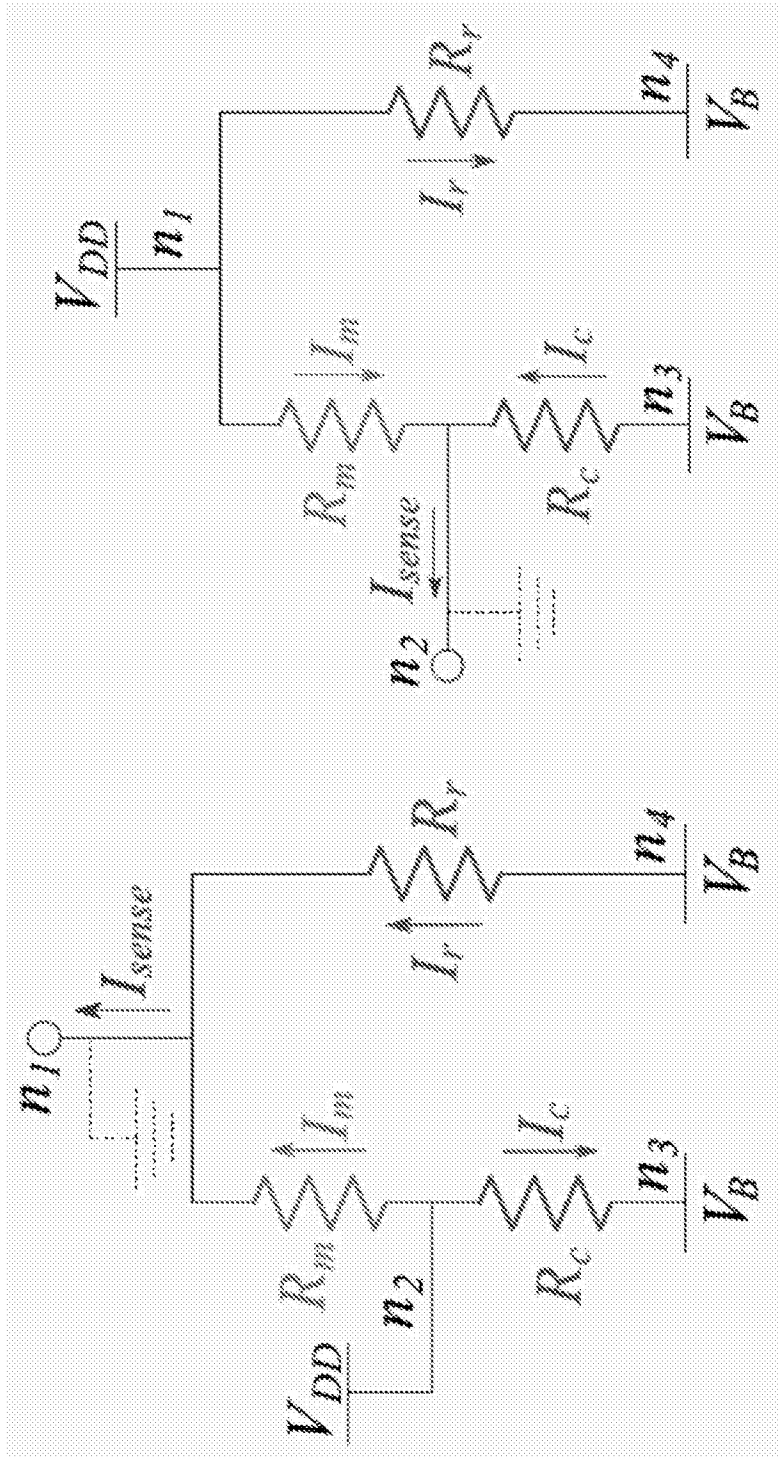 V_DD
n_1
R_r
I_r
n_4
V_B
I_m
R_m
I_sense
n_2
I_c
R_c
n_3
V_B
n_1
I_sense
R_r
I_r
n_4
V_B
I_m
R_m
V_DD
n_2
I_c
R_c
n_3
V_B